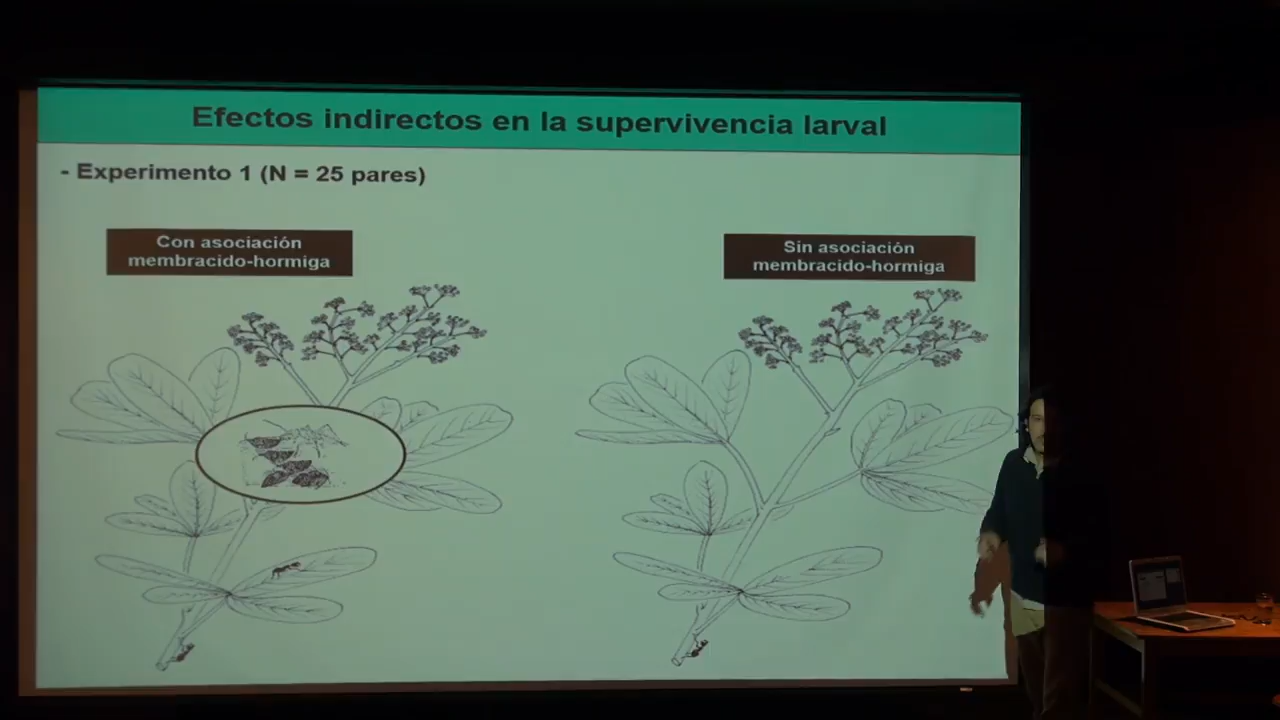 Efectos indirectos en la supervivencia larval
- Experimento 1 (N = 25 pares)
Con asociación
membracido-hormiga
Sin asociación
membracido-hormiga